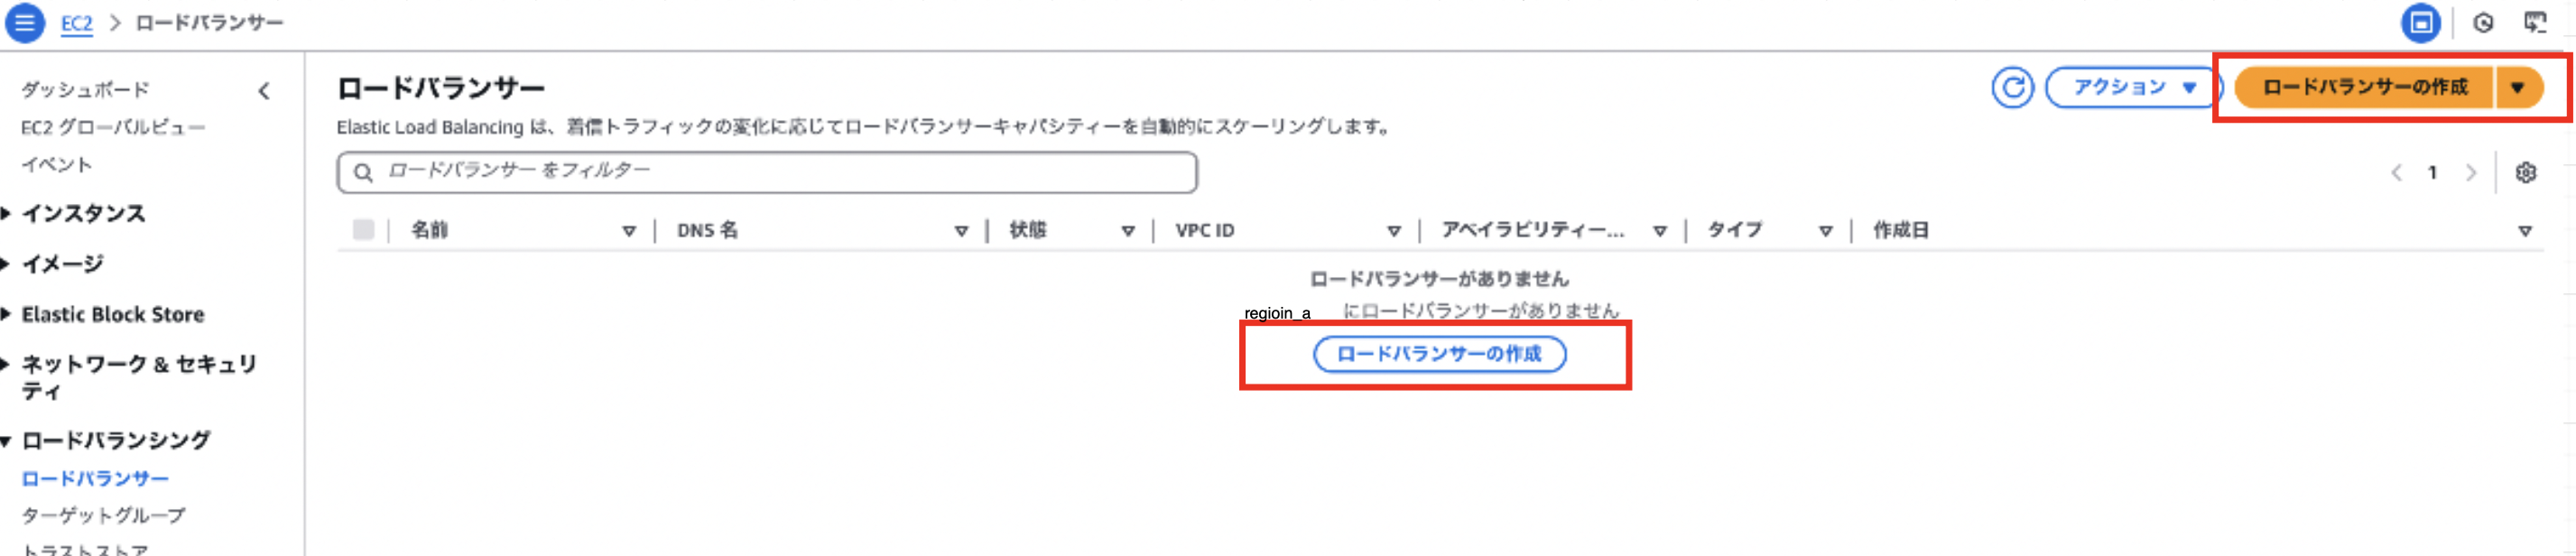 EC2 > ロードバランサー
ダッシュボード
EC2 グローバルビュー
イベント
インスタンス
イメージ
Elastic Block Store
ネットワーク & セキュリ
ティ
ロードバランシング
ロードバランサー
ターゲットグループ
トラストストア
ロードバランサー
アクション
ロードバランサーの作成
Elastic Load Balancing は、着信トラフィックの変化に応じてロードバランサーキャパシティーを自動的にスケーリングします。
ロードバランサー をフィルター
1
名前 DNS 名 状態 VPC ID アベイラビリティー... タイプ 作成日
ロードバランサーがありません
regioin_a にロードバランサーがありません
ロードバランサーの作成